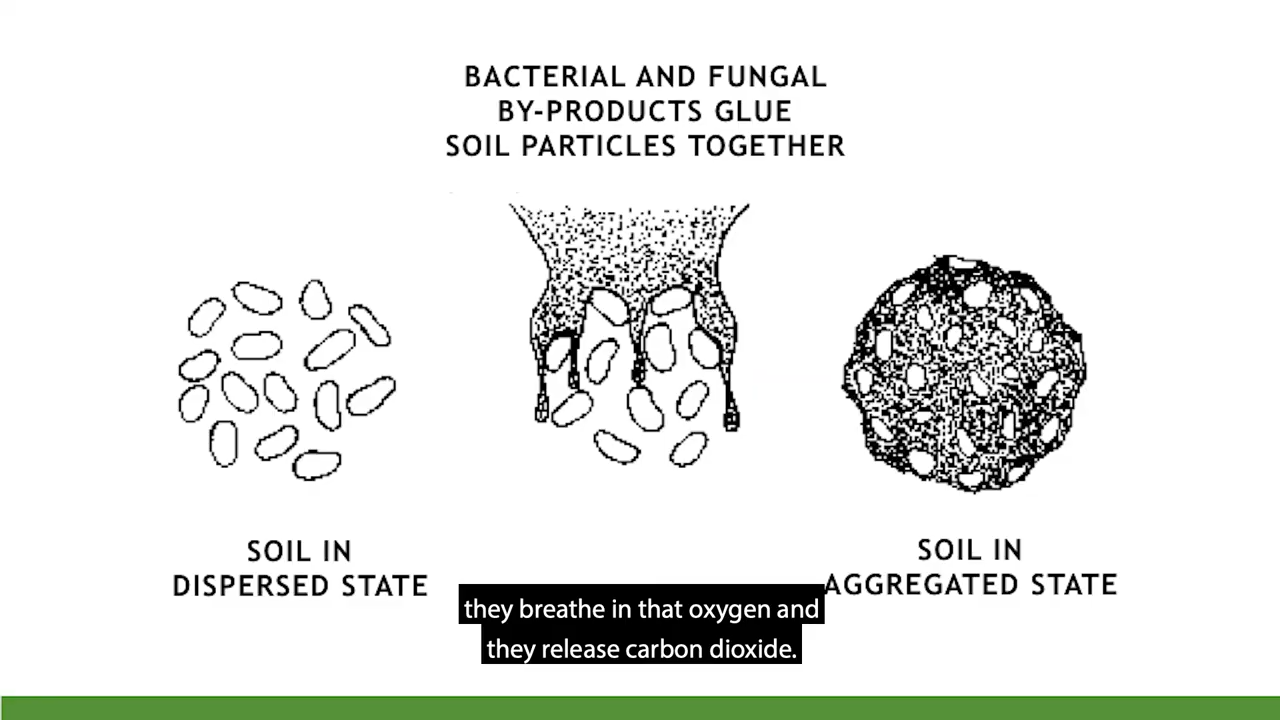 BACTERIAL AND FUNGAL
BY-PRODUCTS GLUE
SOIL PARTICLES TOGETHER
SOIL IN
DISPERSED STATE
SOIL IN
AGGREGATED STATE
they breathe in that oxygen and
they release carbon dioxide.